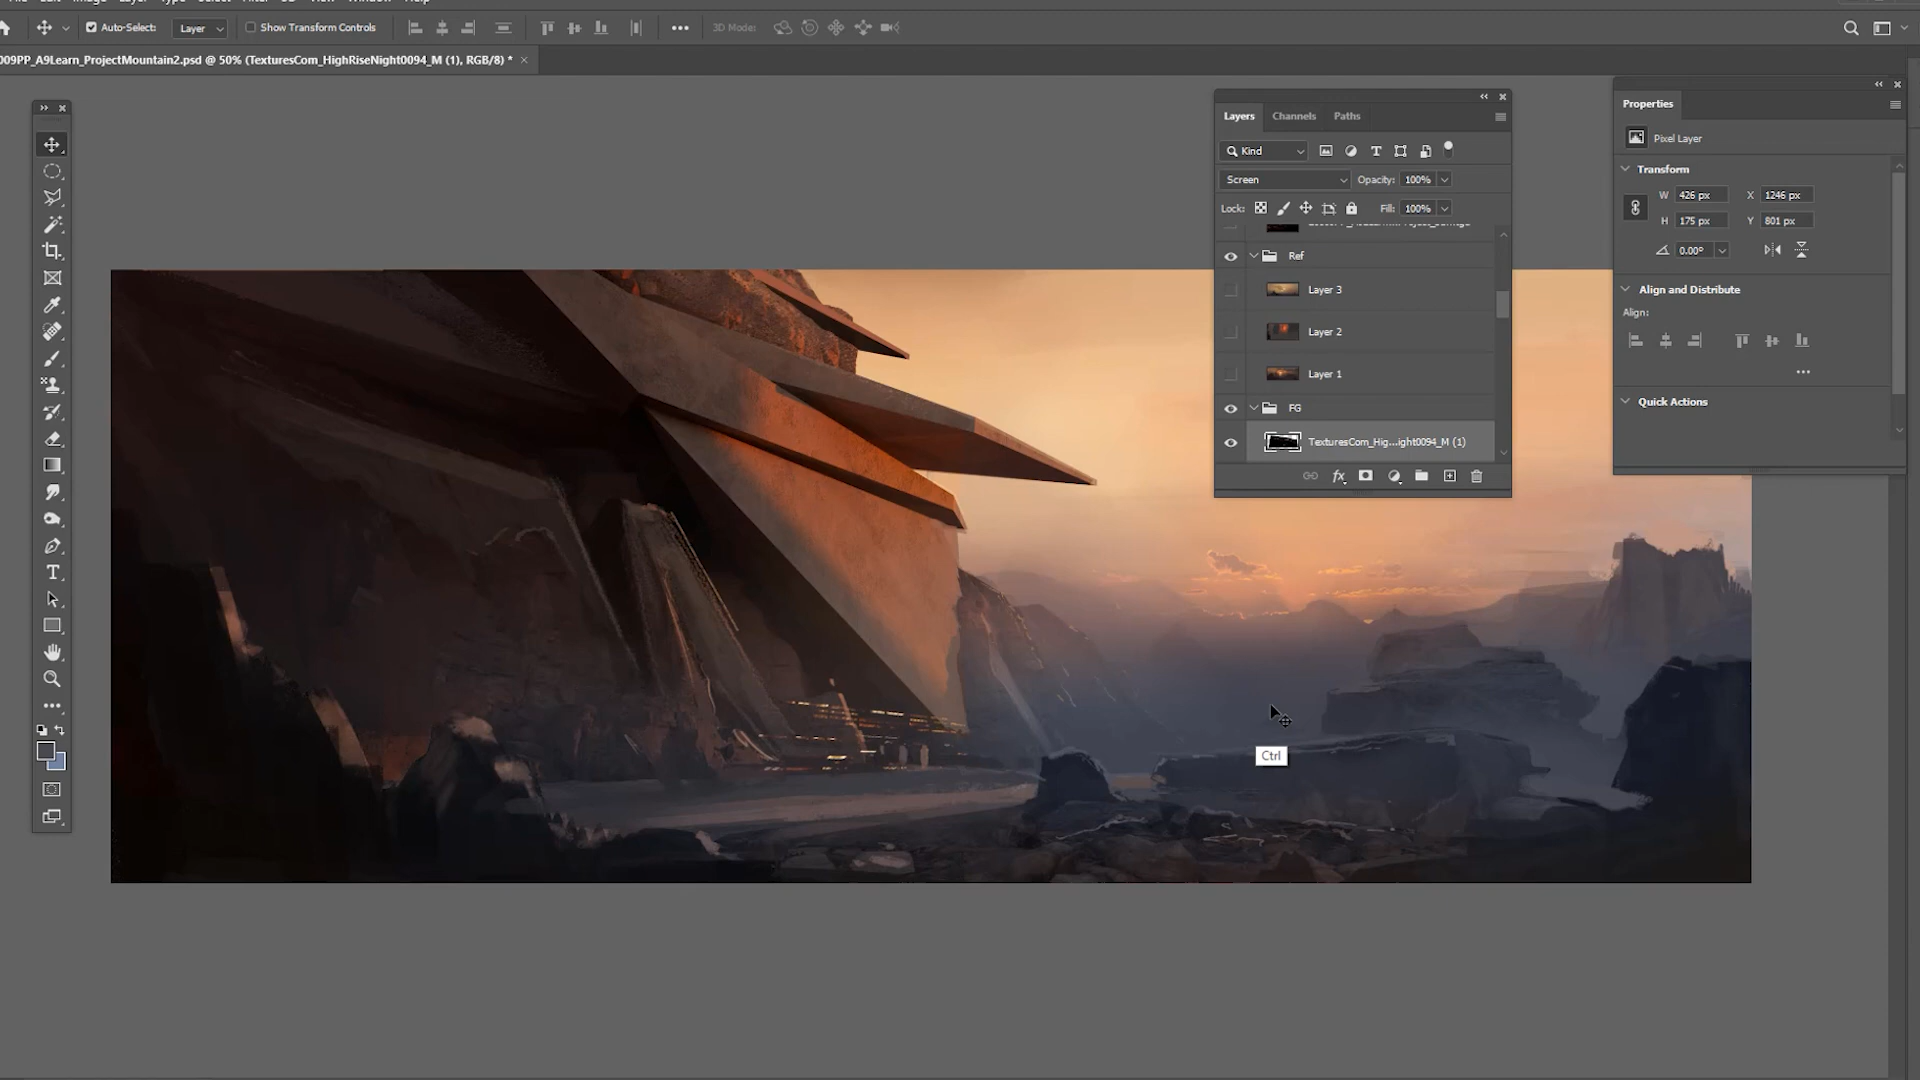 Auto-Select:
Layer
Show Transform Controls
3D Mode:
009PP_A9Learn_ProjectMountain2.psd @ 50% (TexturesCom_HighRiseNight0094_M (1), RGB/8) *
Layers
Channels
Paths
Kind
Screen
Opacity:
100%
Lock:
Fill:
100%
Ref
Layer 3
Layer 2
Layer 1
FG
TexturesCom_Hig...ight0094_M (1)
fx
Properties
Pixel Layer
Transform
W
426 px
X
1246 px
H
175 px
Y
801 px
0.00°
Align and Distribute
Align:
Quick Actions
Ctrl